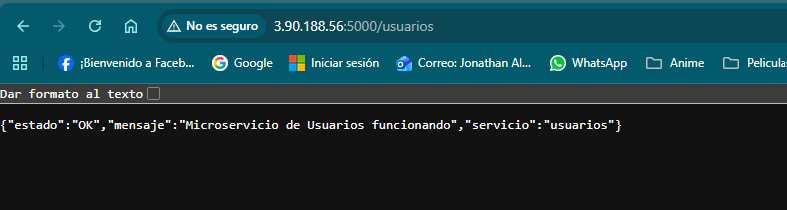 No es seguro 3.90.188.56:5000/usuarios
¡Bienvenido a Faceb... Google Iniciar sesión Correo: Jonathan Al... WhatsApp Anime Peliculas
Dar formato al texto
{"estado":"OK","mensaje":"Microservicio de Usuarios funcionando","servicio":"usuarios"}